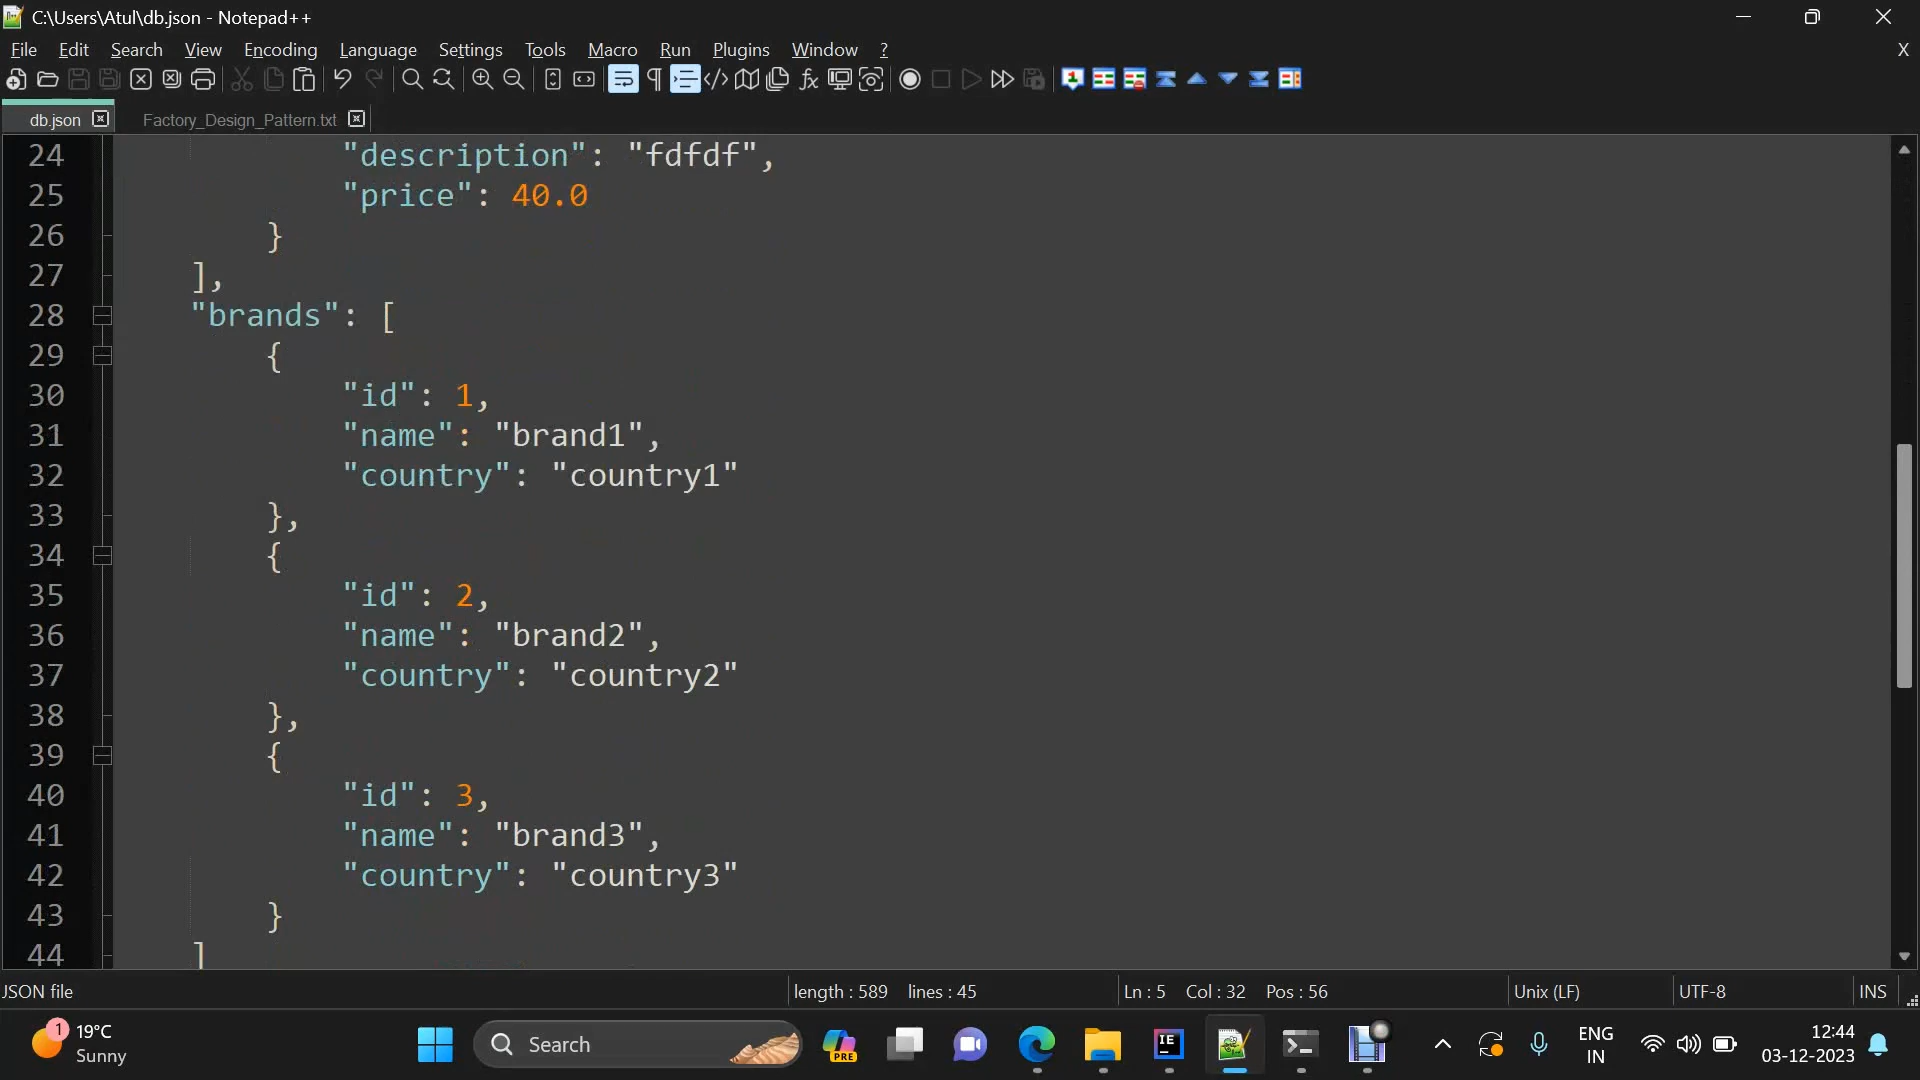 C:\Users\Atul\db.json - Notepad++
File Edit Search View Encoding Language Settings Tools Macro Run Plugins Window ? X
db.json Factory_Design_Pattern.txt
24 "description": "fdfdf",
25 "price": 40.0
26 }
27 ],
28 "brands": [
29 {
30 "id": 1,
31 "name": "brand1",
32 "country": "country1"
33 },
34 {
35 "id": 2,
36 "name": "brand2",
37 "country": "country2"
38 },
39 {
40 "id": 3,
41 "name": "brand3",
42 "country": "country3"
43 }
44 ]
JSON file length : 589 lines : 45 Ln : 5 Col : 32 Pos : 56 Unix (LF) UTF-8 INS
1 19°C Sunny Search PRE IE ENG IN 12:44 03-12-2023